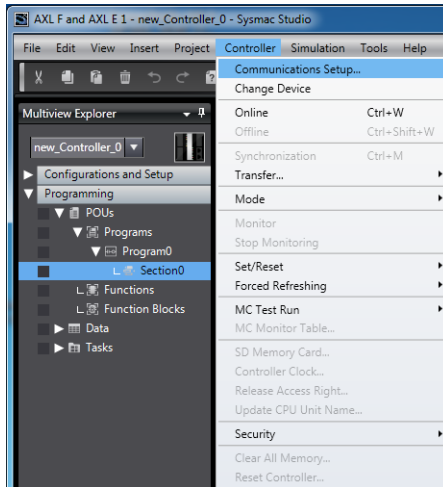 AXL F and AXL E 1 - new_Controller_0 - Sysmac Studio
File Edit View Insert Project Controller Simulation Tools Help
Multiview Explorer
new_Controller_0
Configurations and Setup
Programming
POUs
Programs
Program0
Section0
Functions
Function Blocks
Data
Tasks
Communications Setup...
Change Device
Online Ctrl+W
Offline Ctrl+Shift+W
Synchronization Ctrl+M
Transfer...
Mode
Monitor
Stop Monitoring
Set/Reset
Forced Refreshing
MC Test Run
MC Monitor Table...
SD Memory Card...
Controller Clock...
Release Access Right...
Update CPU Unit Name...
Security
Clear All Memory...
Reset Controller...